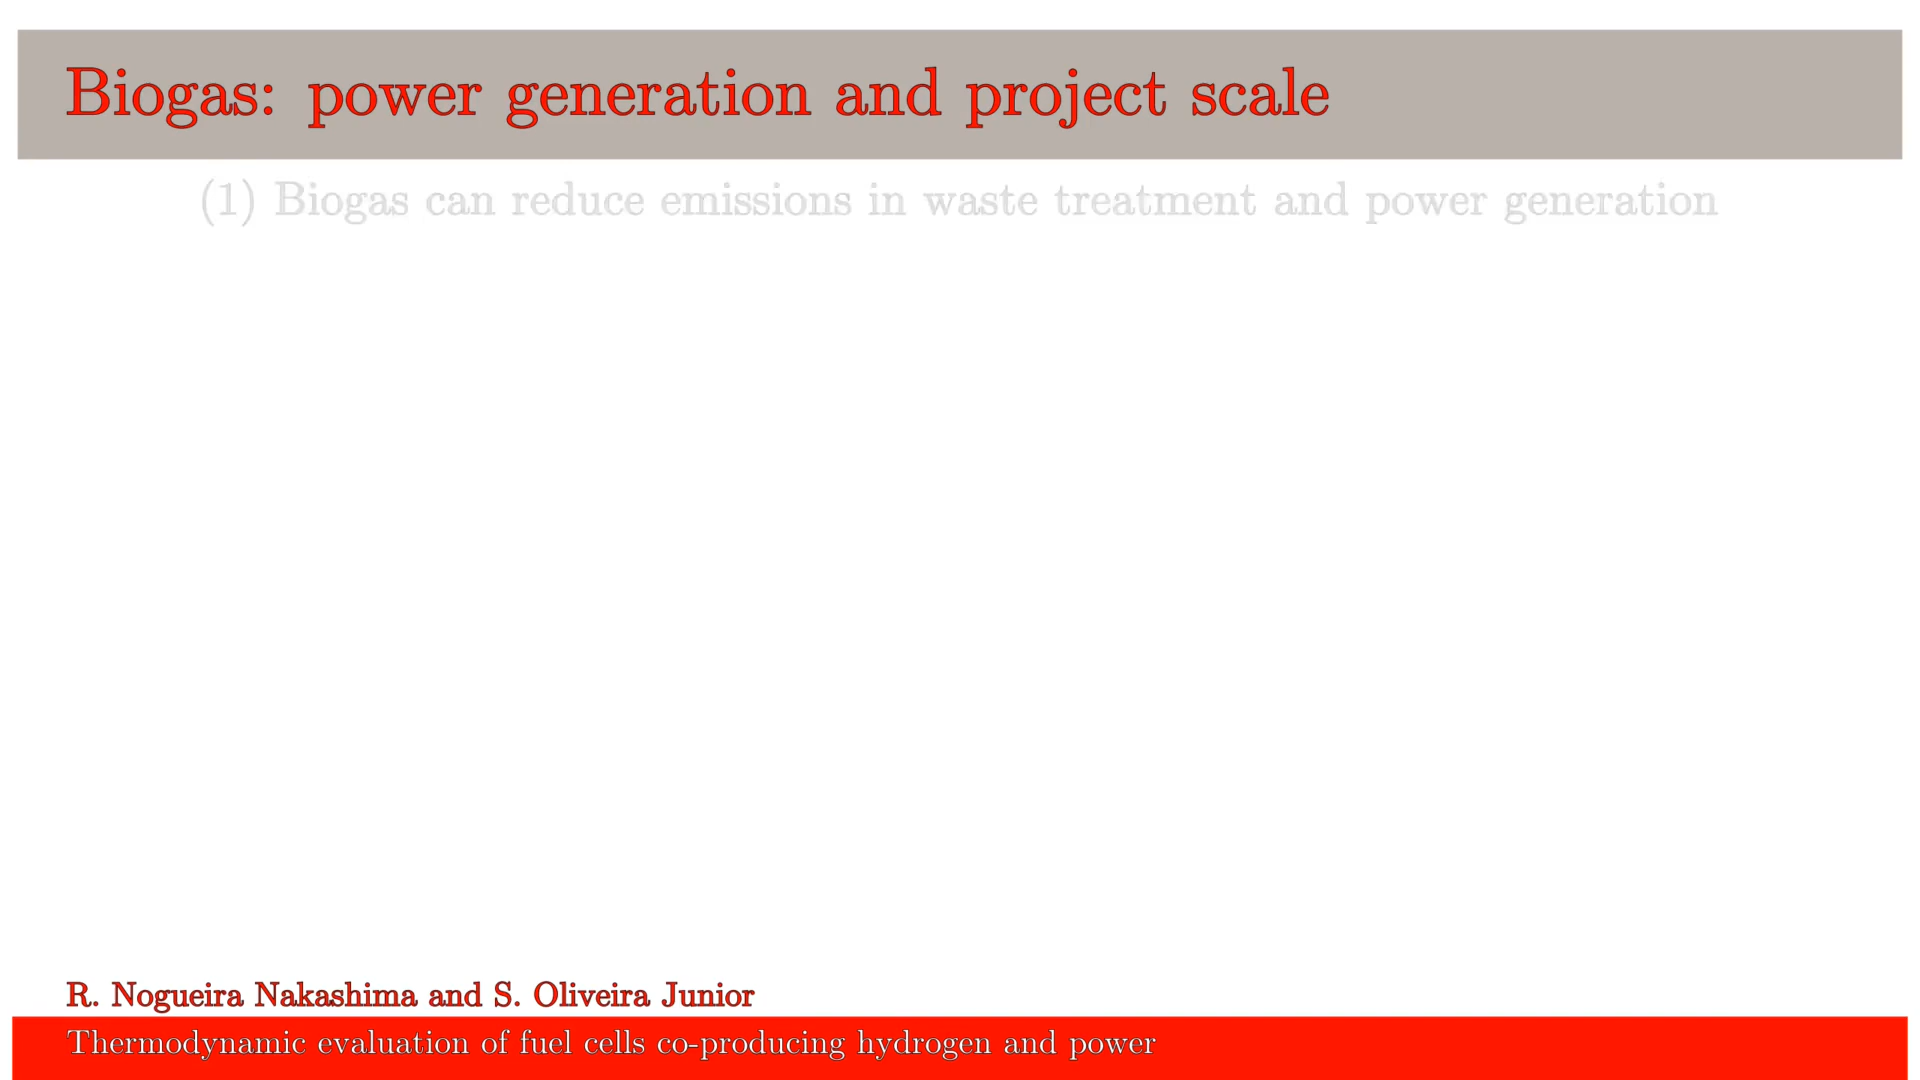 Biogas: power generation and project scale
(1) Biogas can reduce emissions in waste treatment and power generation
R. Nogueira Nakashima and S. Oliveira Junior
Thermodynamic evaluation of fuel cells co-producing hydrogen and power